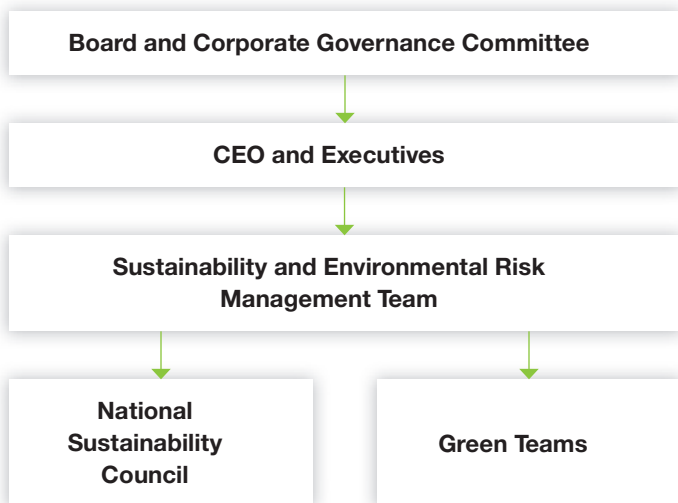 Board and Corporate Governance Committee
CEO and Executives
Sustainability and Environmental Risk
Management Team
National
Sustainability
Council
Green Teams